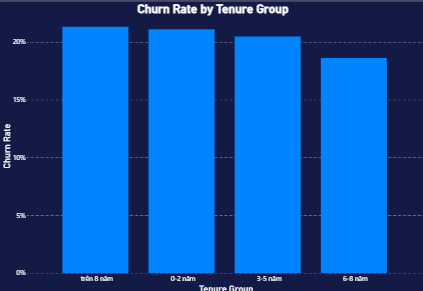 Churn Rate by Tenure Group
20%
15%
10%
5%
0%
Churn Rate
trên 8 năm
0-2 năm
3-5 năm
6-8 năm
Tenure Group